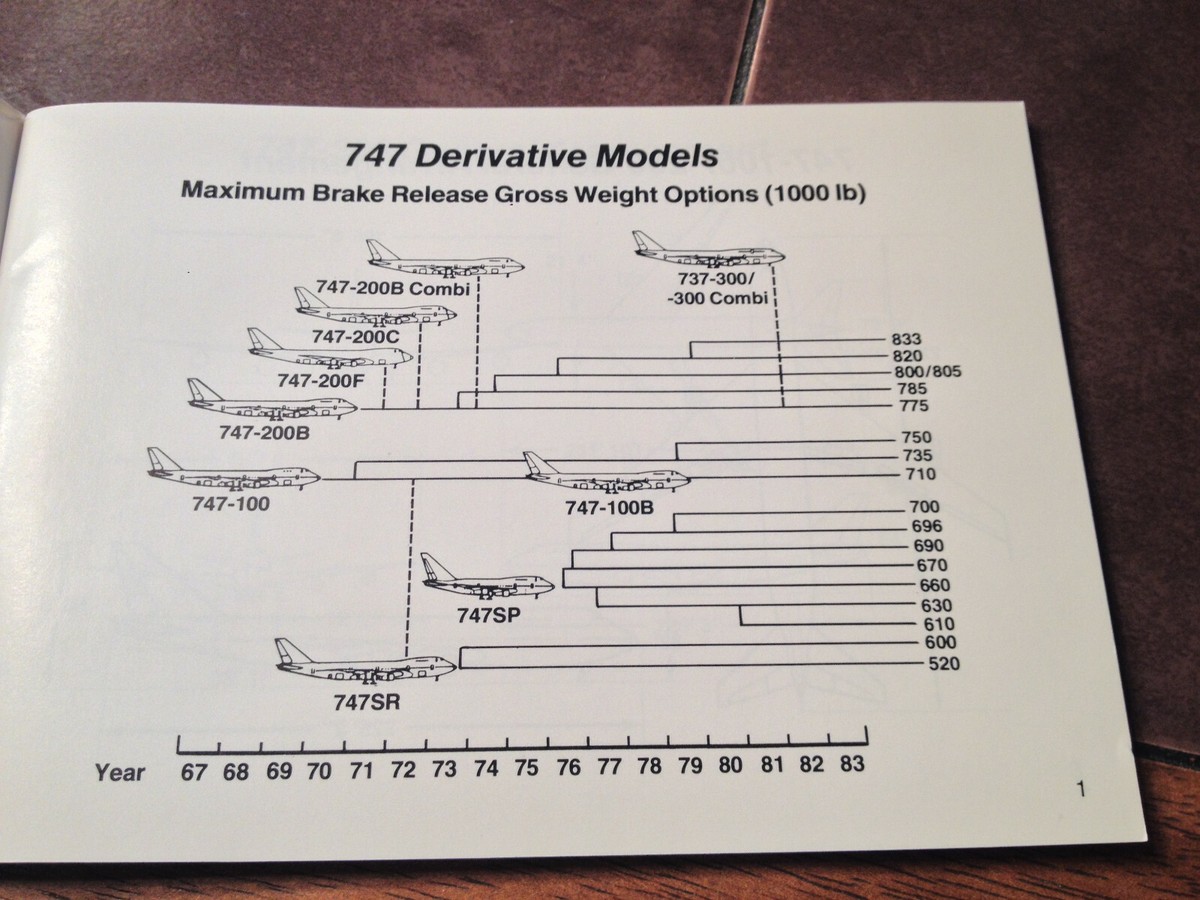 747 Derivative Models
Maximum Brake Release Gross Weight Options (1000 lb)
747-200B Combi
737-300/
-300 Combi
747-200C
747-200F
747-200B
833
820
800/805
785
775
747-100
747-100B
750
735
710
747SP
700
696
690
670
660
630
610
747SR
600
520
Year 67 68 69 70 71 72 73 74 75 76 77 78 79 80 81 82 83
1